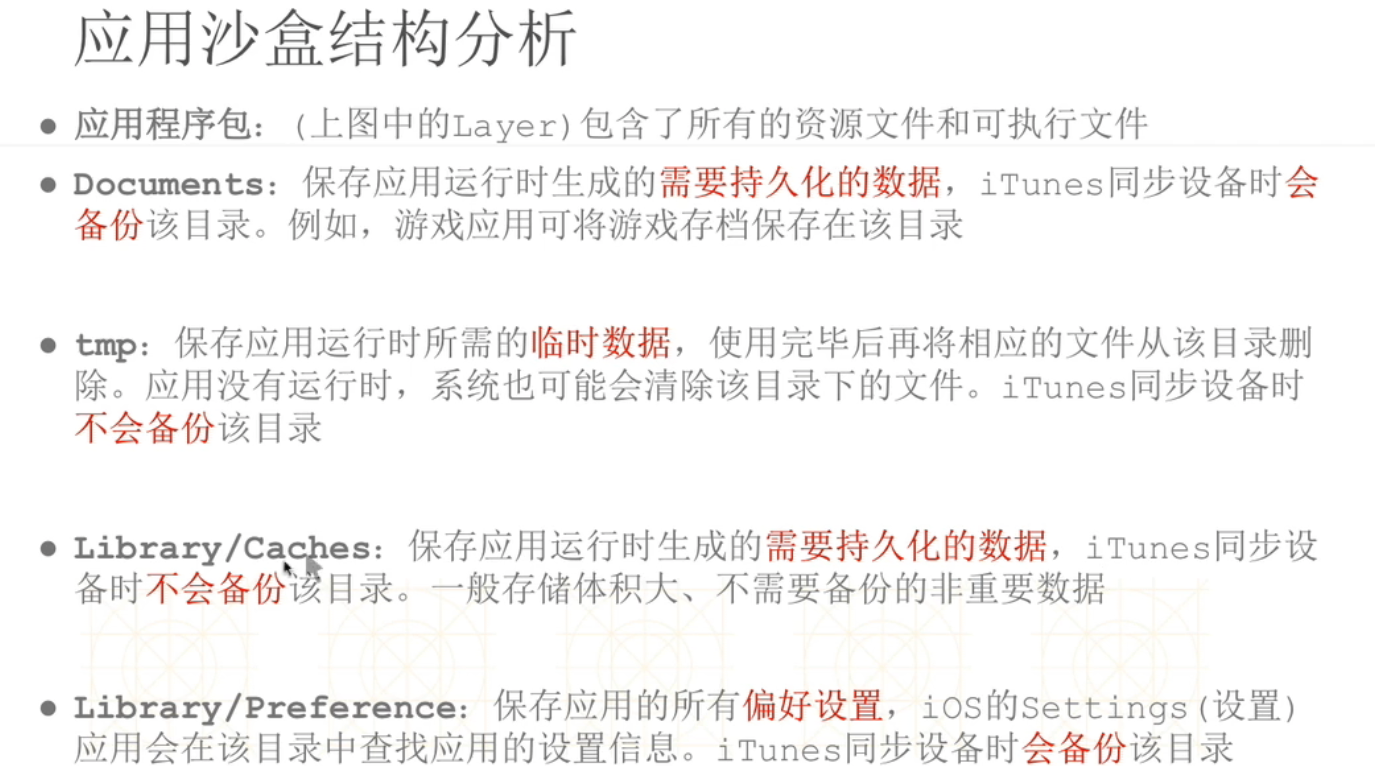 应用沙盒结构分析
● 应用程序包：(上图中的Layer)包含了所有的资源文件和可执行文件
● Documents：保存应用运行时生成的需要持久化的数据，iTunes同步设备时会
备份该目录。例如，游戏应用可将游戏存档保存在该目录
● tmp：保存应用运行时所需的临时数据，使用完毕后再将相应的文件从该目录删
除。应用没有运行时，系统也可能会清除该目录下的文件。iTunes同步设备时
不会备份该目录
● Library/Caches：保存应用运行时生成的需要持久化的数据，iTunes同步设
备时不会备份该目录。一般存储体积大、不需要备份的非重要数据
● Library/Preference：保存应用的所有偏好设置，iOS的Settings(设置)
应用会在该目录中查找应用的设置信息。iTunes同步设备时会备份该目录